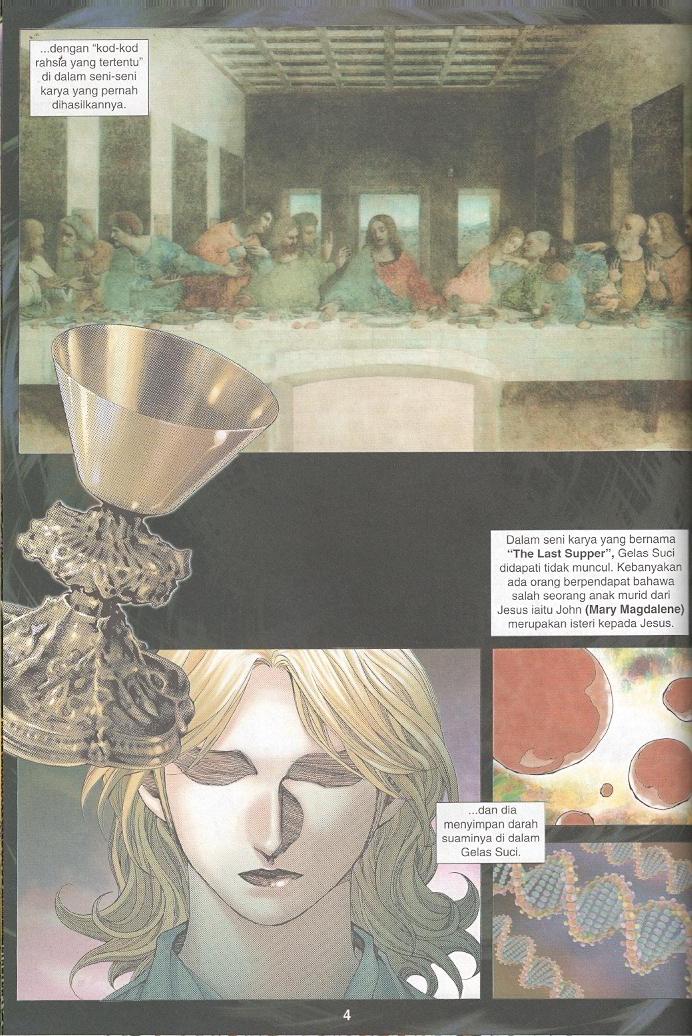 ...dengan “kod-kod
rahsia yang tertentu”
di dalam seni-seni
karya yang pernah
dihasilkannya.
Dalam seni karya yang bernama
“The Last Supper”, Gelas Suci
didapati tidak muncul. Kebanyakan
ada orang berpendapat bahawa
salah seorang anak murid dari
Jesus iaitu John (Mary Magdalene)
merupakan isteri kepada Jesus.
...dan dia
menyimpan darah
suaminya di dalam
Gelas Suci.
4